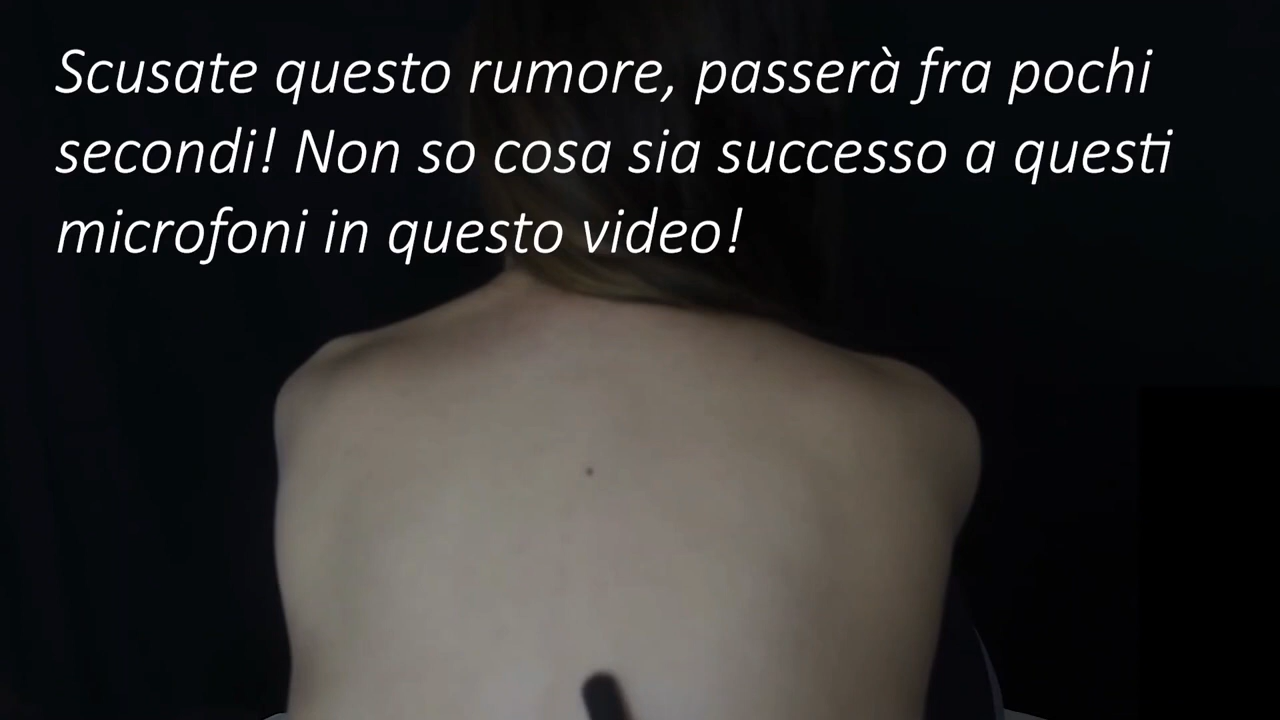 Scusate questo rumore, passerà fra pochi
secondi! Non so cosa sia successo a questi
microfoni in questo video!